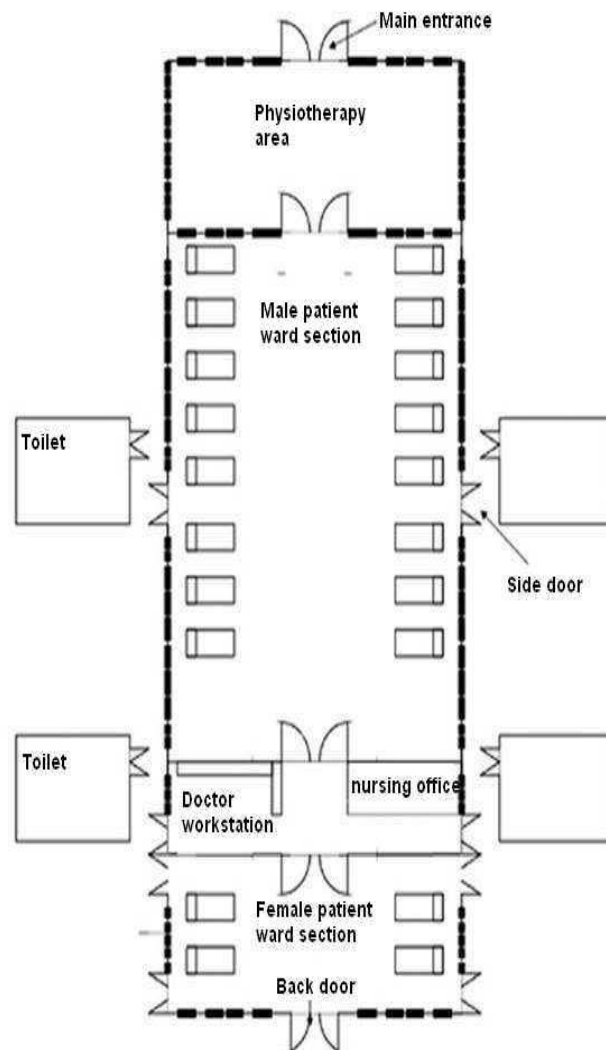 Main entrance
Physiotherapy
area
Male patient
ward section
Toilet
Side door
Toilet
nursing office
Doctor
workstation
Female patient
ward section
Back door